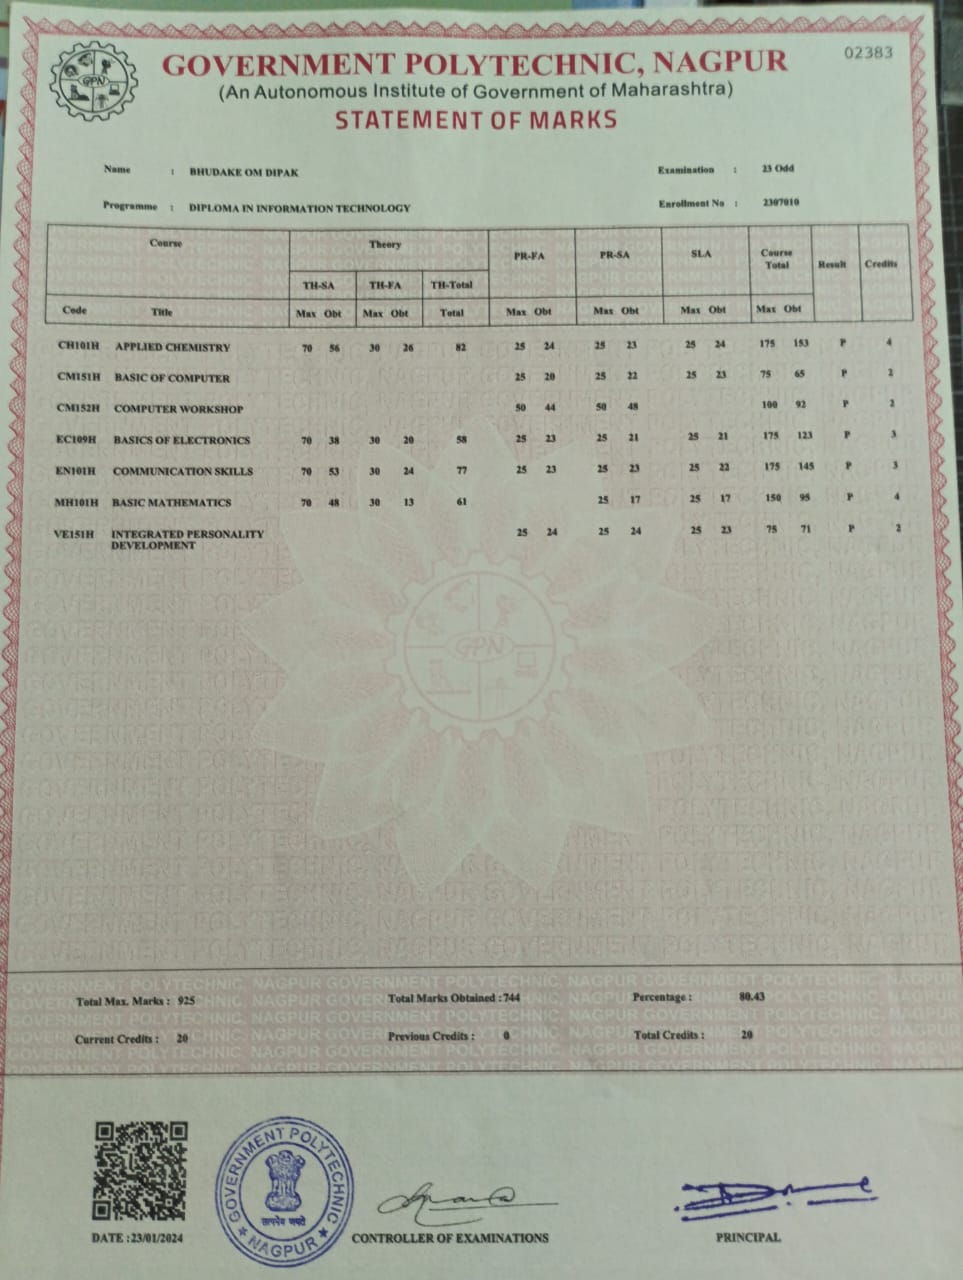 02383
GPN
GOVERNMENT POLYTECHNIC, NAGPUR
(An Autonomous Institute of Government of Maharashtra)
STATEMENT OF MARKS
Name : BHUDAKE OM DIPAK Examination : 23 Odd
Programme : DIPLOMA IN INFORMATION TECHNOLOGY Enrollment No : 2307010
Course Theory PR-FA PR-SA SLA Course Total Result Credits
TH-SA TH-FA TH-Total
Code Title Max Obt Max Obt Total Max Obt Max Obt Max Obt Max Obt
CH101H APPLIED CHEMISTRY 70 56 30 26 82 25 24 25 23 25 24 175 153 P 4
CM151H BASIC OF COMPUTER 25 20 25 22 25 23 75 65 P 2
CM152H COMPUTER WORKSHOP 50 44 50 48 100 92 P 2
EC109H BASICS OF ELECTRONICS 70 38 30 20 58 25 23 25 21 25 21 175 123 P 3
EN101H COMMUNICATION SKILLS 70 53 30 24 77 25 23 25 23 25 22 175 145 P 3
MH101H BASIC MATHEMATICS 70 48 30 13 61 25 17 25 17 150 95 P 4
VE151H INTEGRATED PERSONALITY 25 24 25 24 25 23 75 71 P 2
DEVELOPMENT
GPN
Total Max. Marks : 925 Total Marks Obtained : 744 Percentage : 80.43
Current Credits : 20 Previous Credits : 0 Total Credits : 20
GOVERNMENT POLYTECHNIC
सत्यमेव जयते
NAGPUR
DATE :23/01/2024 CONTROLLER OF EXAMINATIONS PRINCIPAL